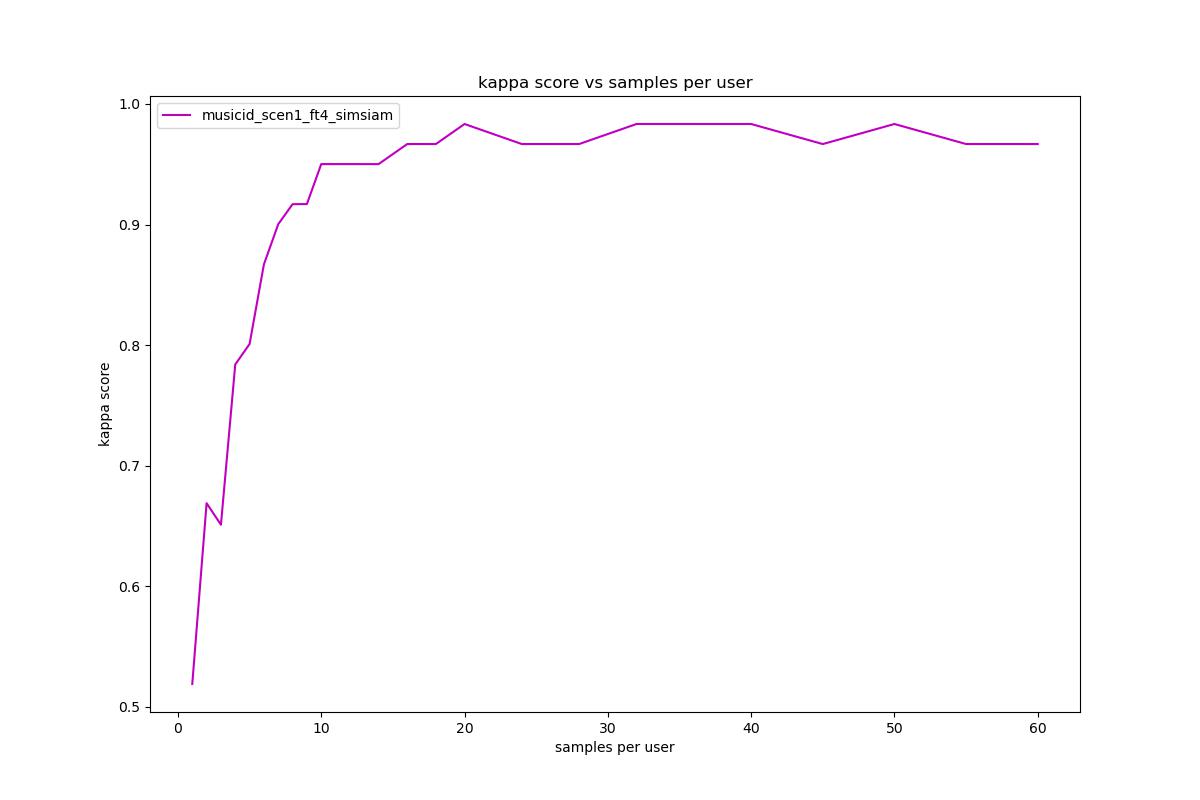 kappa score vs samples per user
musicid_scen1_ft4_simsiam
1.0
0.9
0.8
0.7
0.6
0.5
kappa score
0 10 20 30 40 50 60
samples per user